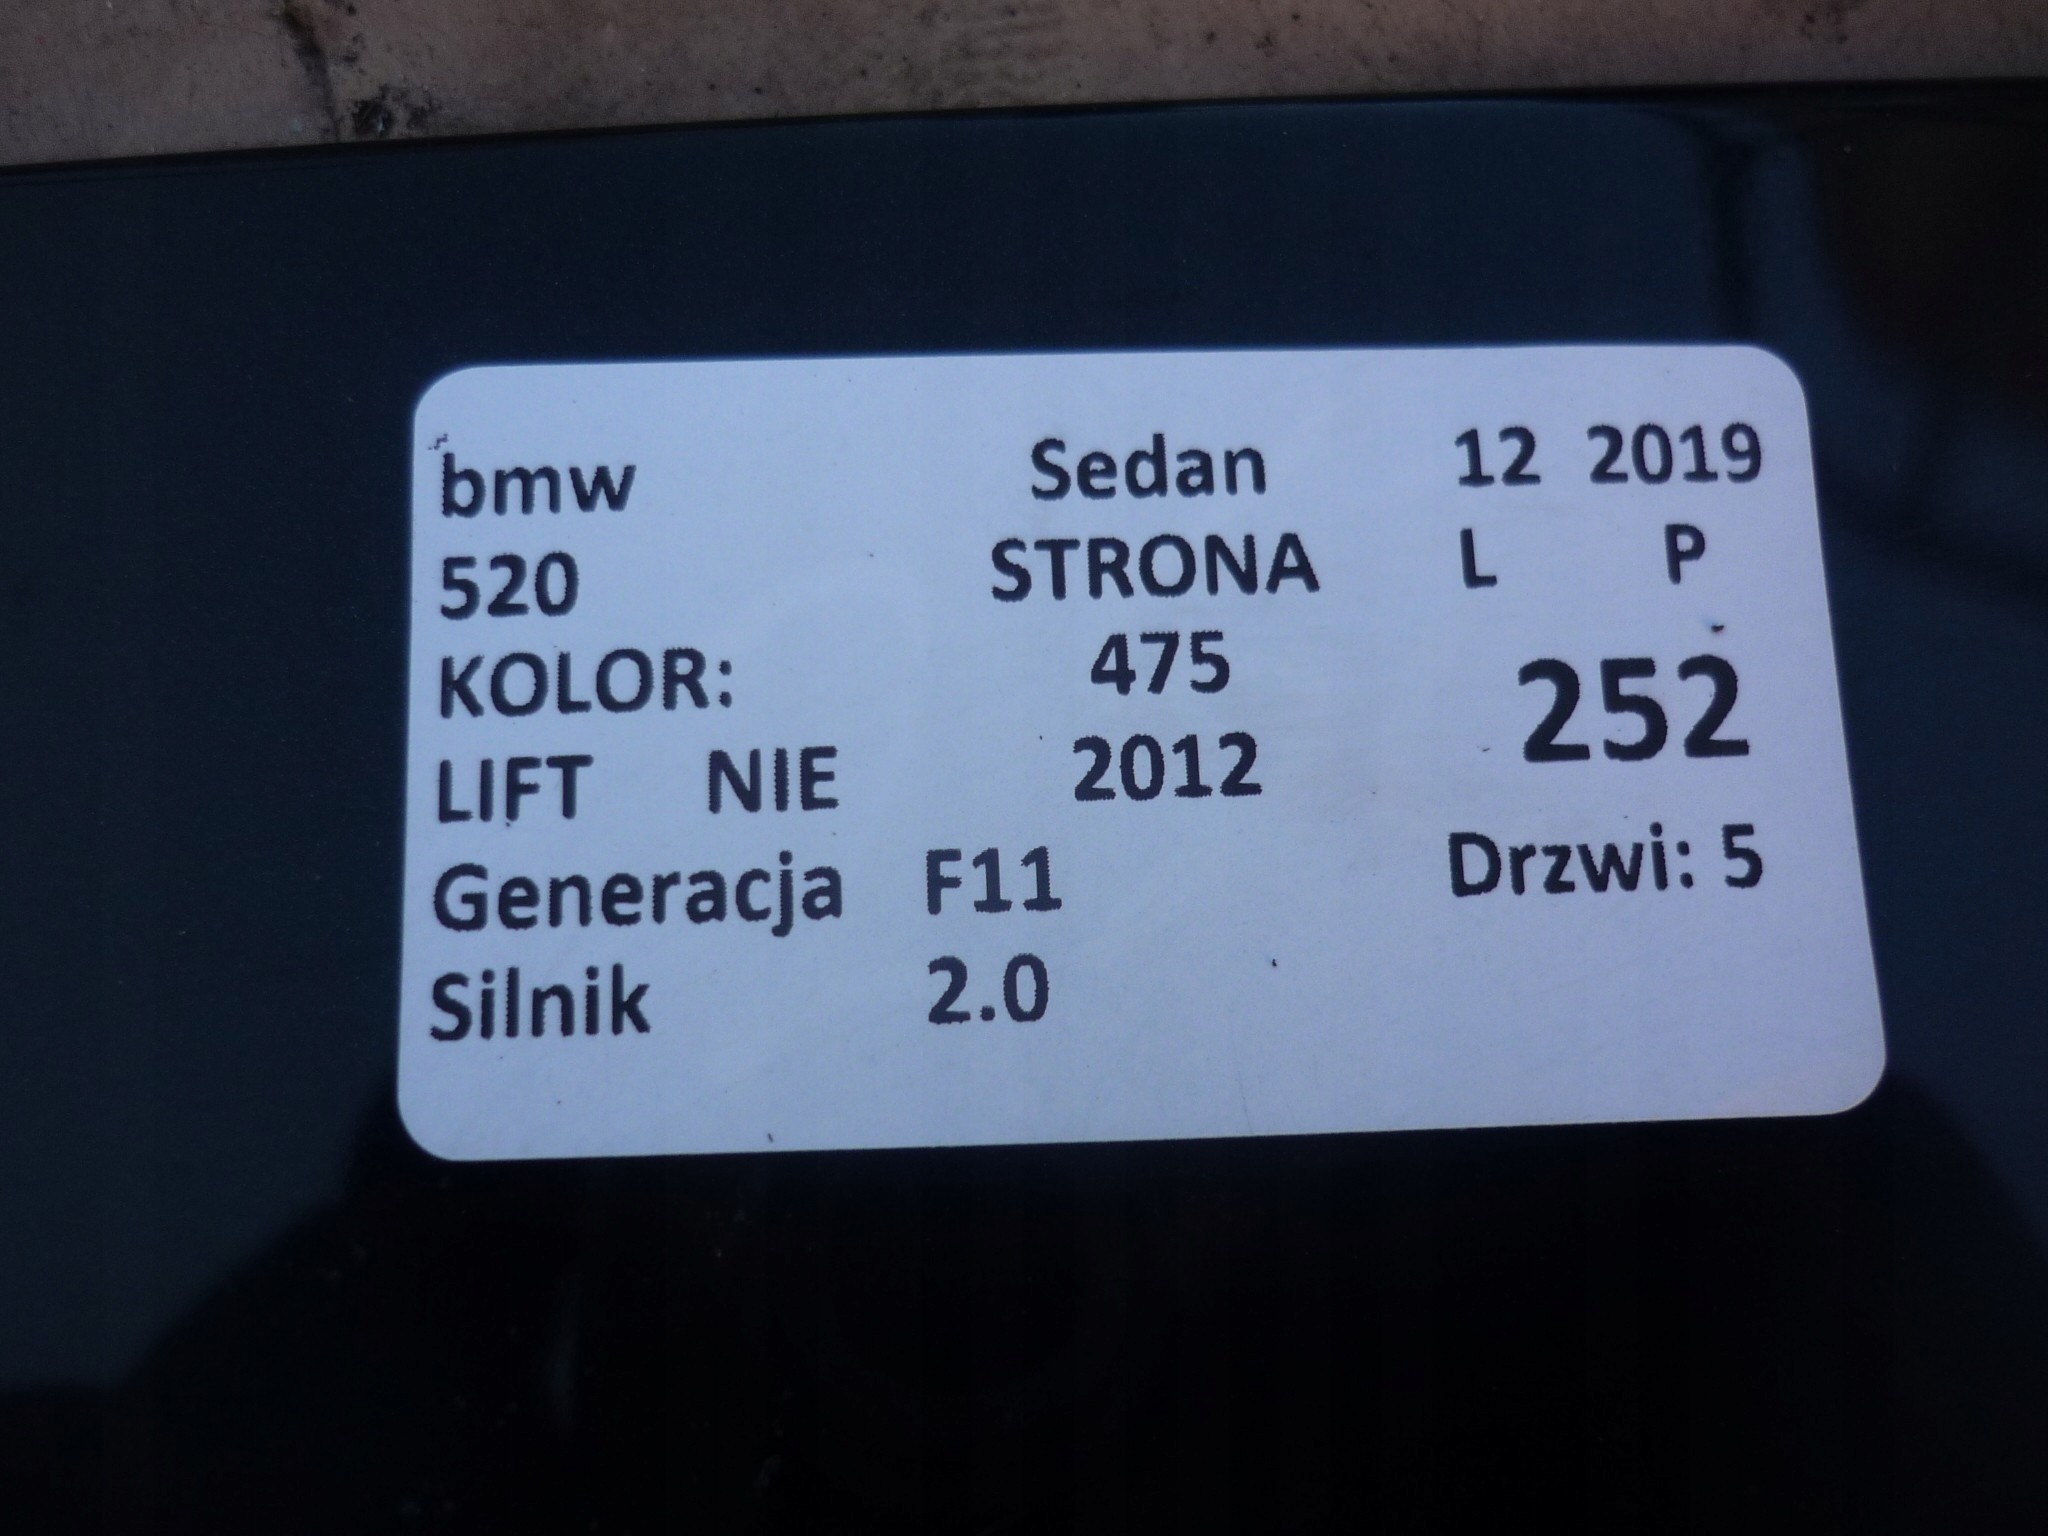 bmw Sedan 12 2019
520 STRONA L P
KOLOR: 475 252
LIFT NIE 2012
Generacja F11 Drzwi: 5
Silnik 2.0